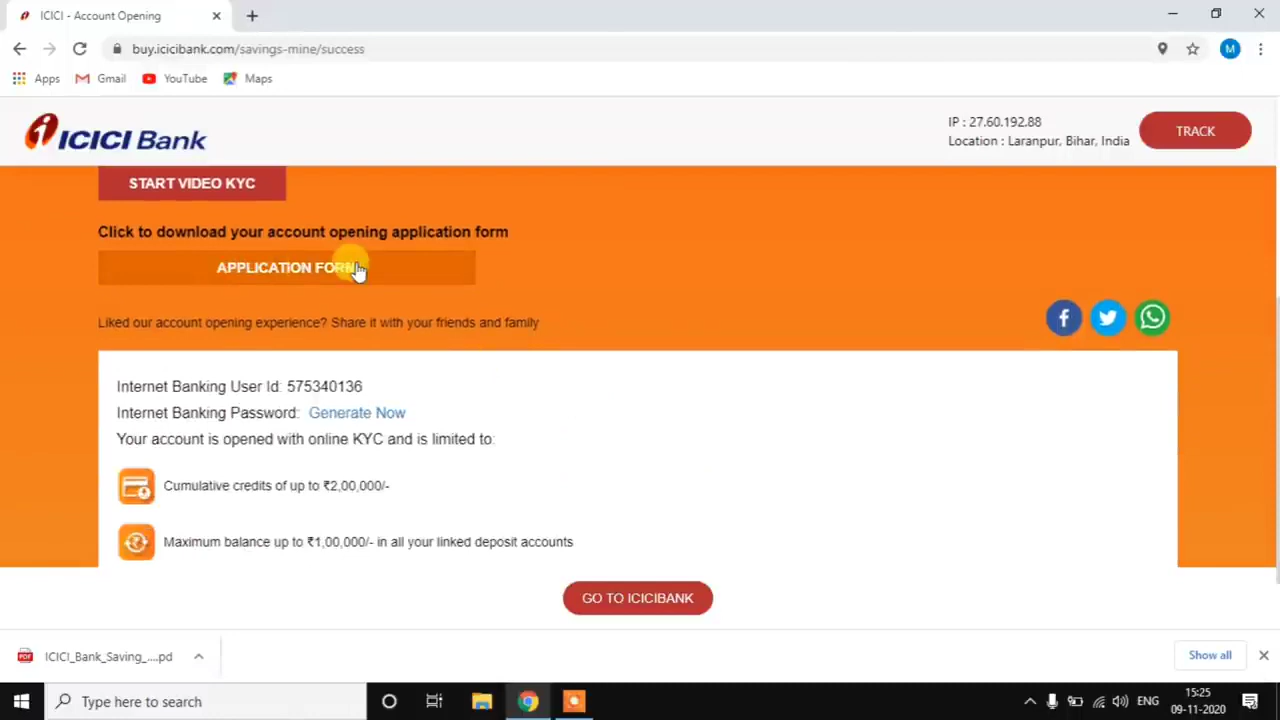 ICICI - Account Opening
buy.icicibank.com/savings-mine/success
M
Apps Gmail YouTube Maps
ICICI Bank
IP : 27.60.192.88
Location : Laranpur, Bihar, India
TRACK
START VIDEO KYC
Click to download your account opening application form
APPLICATION FORM
Liked our account opening experience? Share it with your friends and family
Internet Banking User Id: 575340136
Internet Banking Password: Generate Now
Your account is opened with online KYC and is limited to:
Cumulative credits of up to ₹2,00,000/-
Maximum balance up to ₹1,00,000/- in all your linked deposit accounts
GO TO ICICIBANK
ICICI_Bank_Saving_....pd
Show all
Type here to search
ENG
15:25
09-11-2020